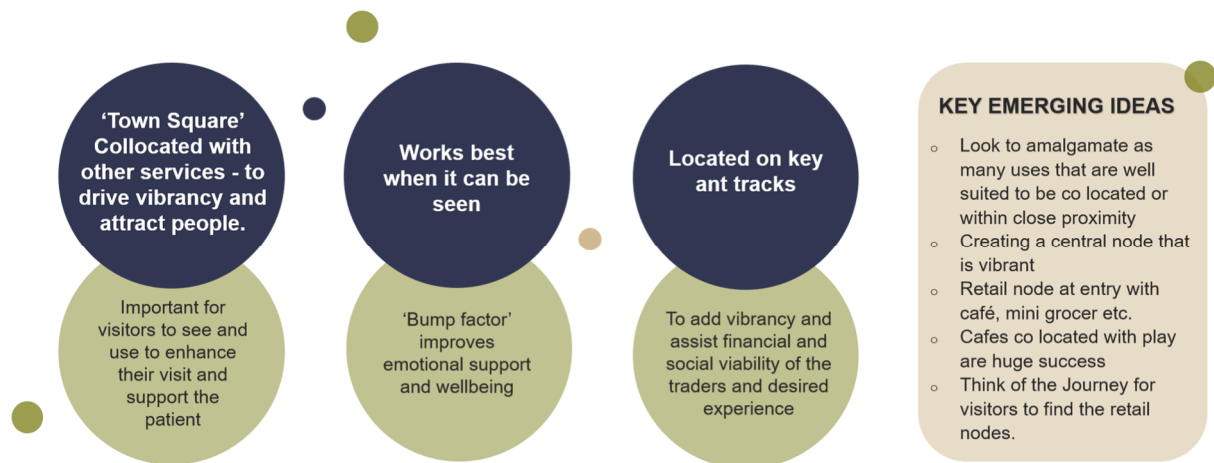 ‘Town Square’
Collocated with
other services - to
drive vibrancy and
attract people.
Important for
visitors to see and
use to enhance
their visit and
support the
patient
Works best
when it can be
seen
‘Bump factor’
improves
emotional support
and wellbeing
Located on key
ant tracks
To add vibrancy and
assist financial and
social viability of the
traders and desired
experience
KEY EMERGING IDEAS
o Look to amalgamate as
many uses that are well
suited to be co located or
within close proximity
o Creating a central node that
is vibrant
o Retail node at entry with
café, mini grocer etc.
o Cafes co located with play
are huge success
o Think of the Journey for
visitors to find the retail
nodes.